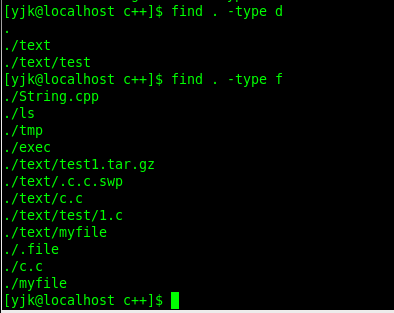 [yjk@localhost c++]$ find . -type d
.
./text
./text/test
[yjk@localhost c++]$ find . -type f
./String.cpp
./ls
./tmp
./exec
./text/test1.tar.gz
./text/.c.c.swp
./text/c.c
./text/test/1.c
./text/myfile
./.file
./c.c
./myfile
[yjk@localhost c++]$